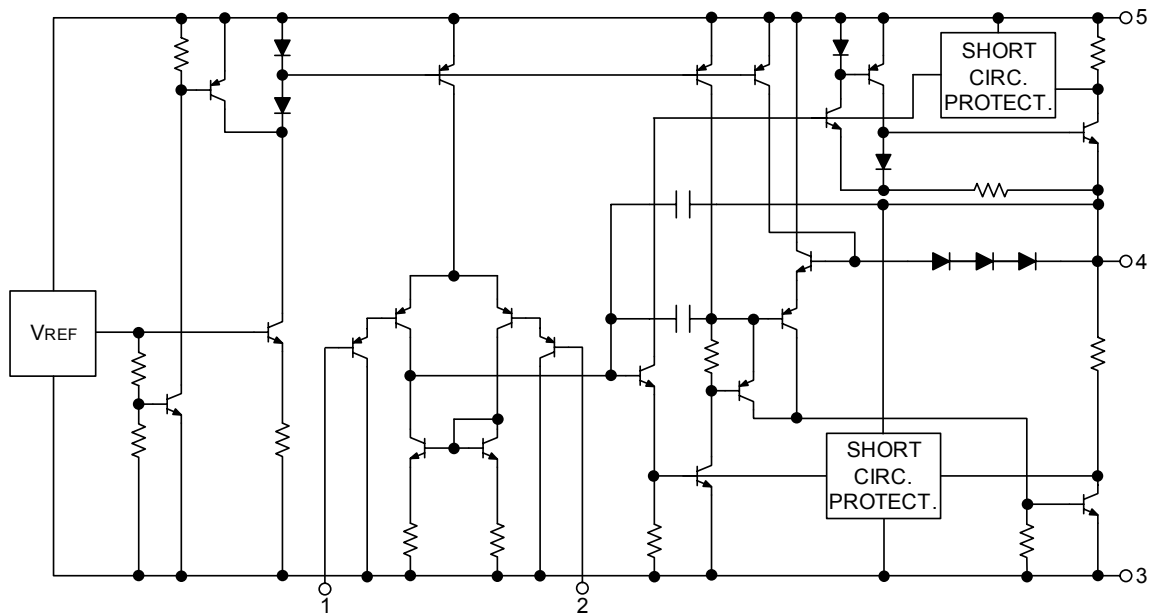 5
SHORT
CIRC.
PROTECT.
4
VREF
SHORT
CIRC.
PROTECT.
3
1
2